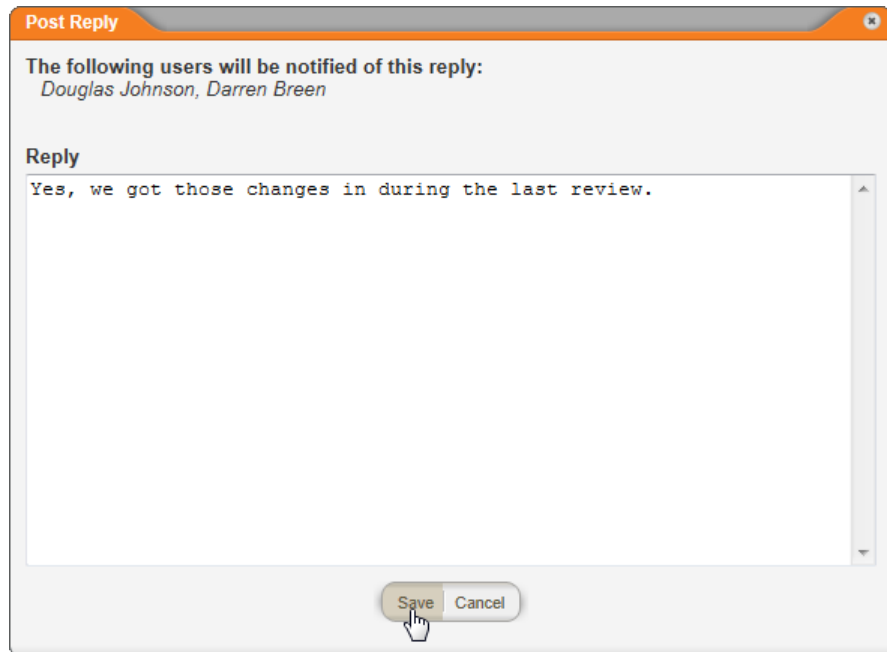 Post Reply
The following users will be notified of this reply:
Douglas Johnson, Darren Breen
Reply
Yes, we got those changes in during the last review.
Save Cancel